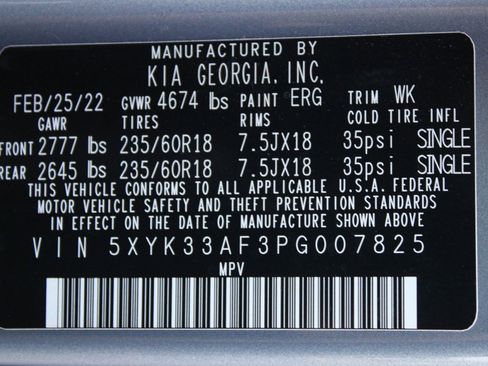 MANUFACTURED BY
KIA GEORGIA, INC.
FEB/25/22 GVWR 4674 lbs PAINT ERG TRIM WK
GAWR TIRES RIMS COLD TIRE INFL
FRONT 2777 lbs 235/60R18 7.5JX18 35psi SINGLE
REAR 2645 lbs 235/60R18 7.5JX18 35psi SINGLE
THIS VEHICLE CONFORMS TO ALL APPLICABLE U.S.A. FEDERAL
MOTOR VEHICLE SAFETY AND THEFT PREVENTION STANDARDS
IN EFFECT ON THE DATE OF MANUFACTURE SHOWN ABOVE.
VIN 5XYK33AF3PG007825
MPV